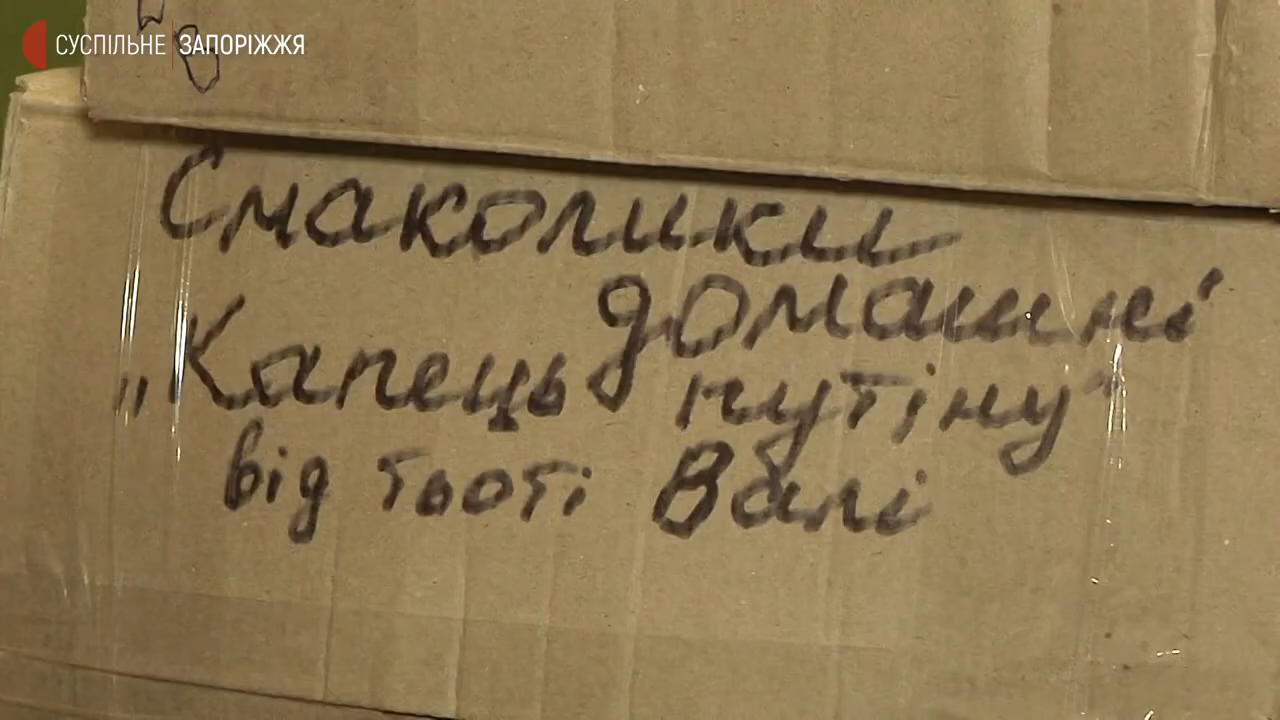 СУСПІЛЬНЕ ЗАПОРІЖЖЯ
Смаколики
домашні
„Капець путіну"
від тьоті Валі